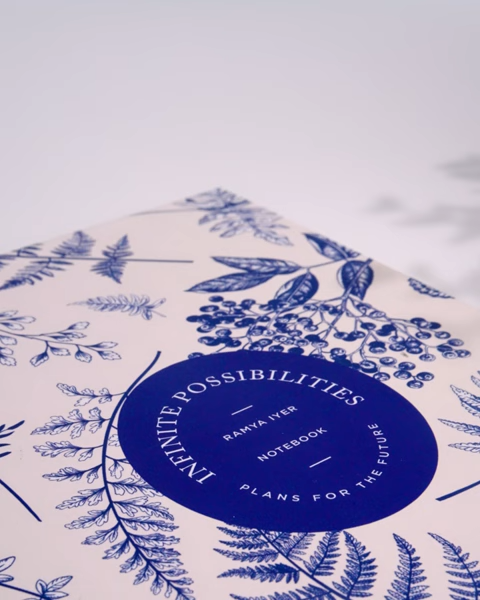 INFINITE POSSIBILITIES
RAMYA IYER
NOTEBOOK
PLANS FOR THE FUTURE